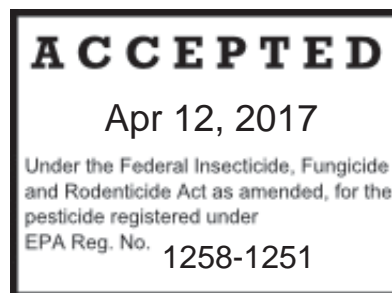 ACCEPTED
Apr 12, 2017
Under the Federal Insecticide, Fungicide
and Rodenticide Act as amended, for the
pesticide registered under
EPA Reg. No. 1258-1251